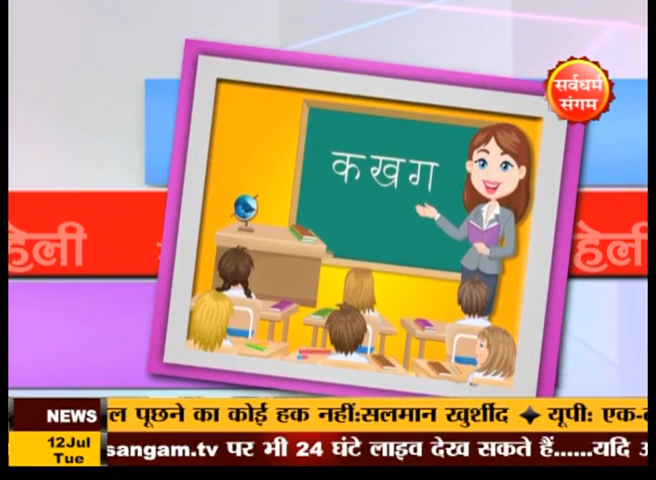 सर्वधर्म
संगम
क ख ग
हेली
हेलि
NEWS ल पूछने का कोई हक नहीं:सलमान खुर्शीद ✦ यूपी: एक-
12Jul
Tue
sangam.tv पर भी 24 घंटे लाइव देख सकते हैं......यदि